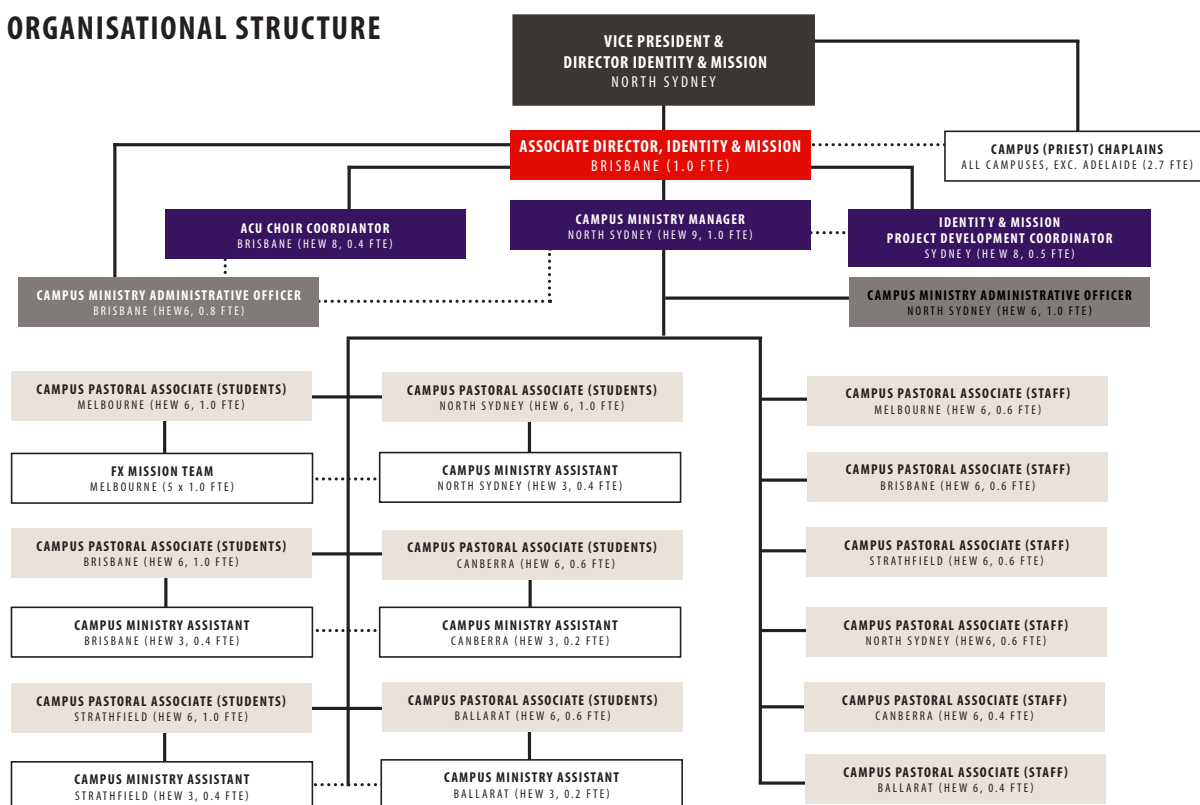 ORGANISATIONAL STRUCTURE
VICE PRESIDENT &
DIRECTOR IDENTITY & MISSION
NORTH SYDNEY
ASSOCIATE DIRECTOR, IDENTITY & MISSION
BRISBANE (1.0 FTE)
CAMPUS (PRIEST) CHAPLAINS
ALL CAMPUSES, EXC. ADELAIDE (2.7 FTE)
ACU CHOIR COORDIANTOR
BRISBANE (HEW 8, 0.4 FTE)
CAMPUS MINISTRY MANAGER
NORTH SYDNEY (HEW 9, 1.0 FTE)
IDENTITY & MISSION
PROJECT DEVELOPMENT COORDINATOR
SYDNEY (HEW 8, 0.5 FTE)
CAMPUS MINISTRY ADMINISTRATIVE OFFICER
BRISBANE (HEW6, 0.8 FTE)
CAMPUS MINISTRY ADMINISTRATIVE OFFICER
NORTH SYDNEY (HEW 6, 1.0 FTE)
CAMPUS PASTORAL ASSOCIATE (STUDENTS)
MELBOURNE (HEW 6, 1.0 FTE)
CAMPUS PASTORAL ASSOCIATE (STUDENTS)
NORTH SYDNEY (HEW 6, 1.0 FTE)
CAMPUS PASTORAL ASSOCIATE (STAFF)
MELBOURNE (HEW 6, 0.6 FTE)
FX MISSION TEAM
MELBOURNE (5 x 1.0 FTE)
CAMPUS MINISTRY ASSISTANT
NORTH SYDNEY (HEW 3, 0.4 FTE)
CAMPUS PASTORAL ASSOCIATE (STAFF)
BRISBANE (HEW 6, 0.6 FTE)
CAMPUS PASTORAL ASSOCIATE (STUDENTS)
BRISBANE (HEW 6, 1.0 FTE)
CAMPUS PASTORAL ASSOCIATE (STUDENTS)
CANBERRA (HEW 6, 0.6 FTE)
CAMPUS PASTORAL ASSOCIATE (STAFF)
STRATHFIELD (HEW 6, 0.6 FTE)
CAMPUS MINISTRY ASSISTANT
BRISBANE (HEW 3, 0.4 FTE)
CAMPUS MINISTRY ASSISTANT
CANBERRA (HEW 3, 0.2 FTE)
CAMPUS PASTORAL ASSOCIATE (STAFF)
NORTH SYDNEY (HEW6, 0.6 FTE)
CAMPUS PASTORAL ASSOCIATE (STUDENTS)
STRATHFIELD (HEW 6, 1.0 FTE)
CAMPUS PASTORAL ASSOCIATE (STUDENTS)
BALLARAT (HEW 6, 0.6 FTE)
CAMPUS PASTORAL ASSOCIATE (STAFF)
CANBERRA (HEW 6, 0.4 FTE)
CAMPUS MINISTRY ASSISTANT
STRATHFIELD (HEW 3, 0.4 FTE)
CAMPUS MINISTRY ASSISTANT
BALLARAT (HEW 3, 0.2 FTE)
CAMPUS PASTORAL ASSOCIATE (STAFF)
BALLARAT (HEW 6, 0.4 FTE)